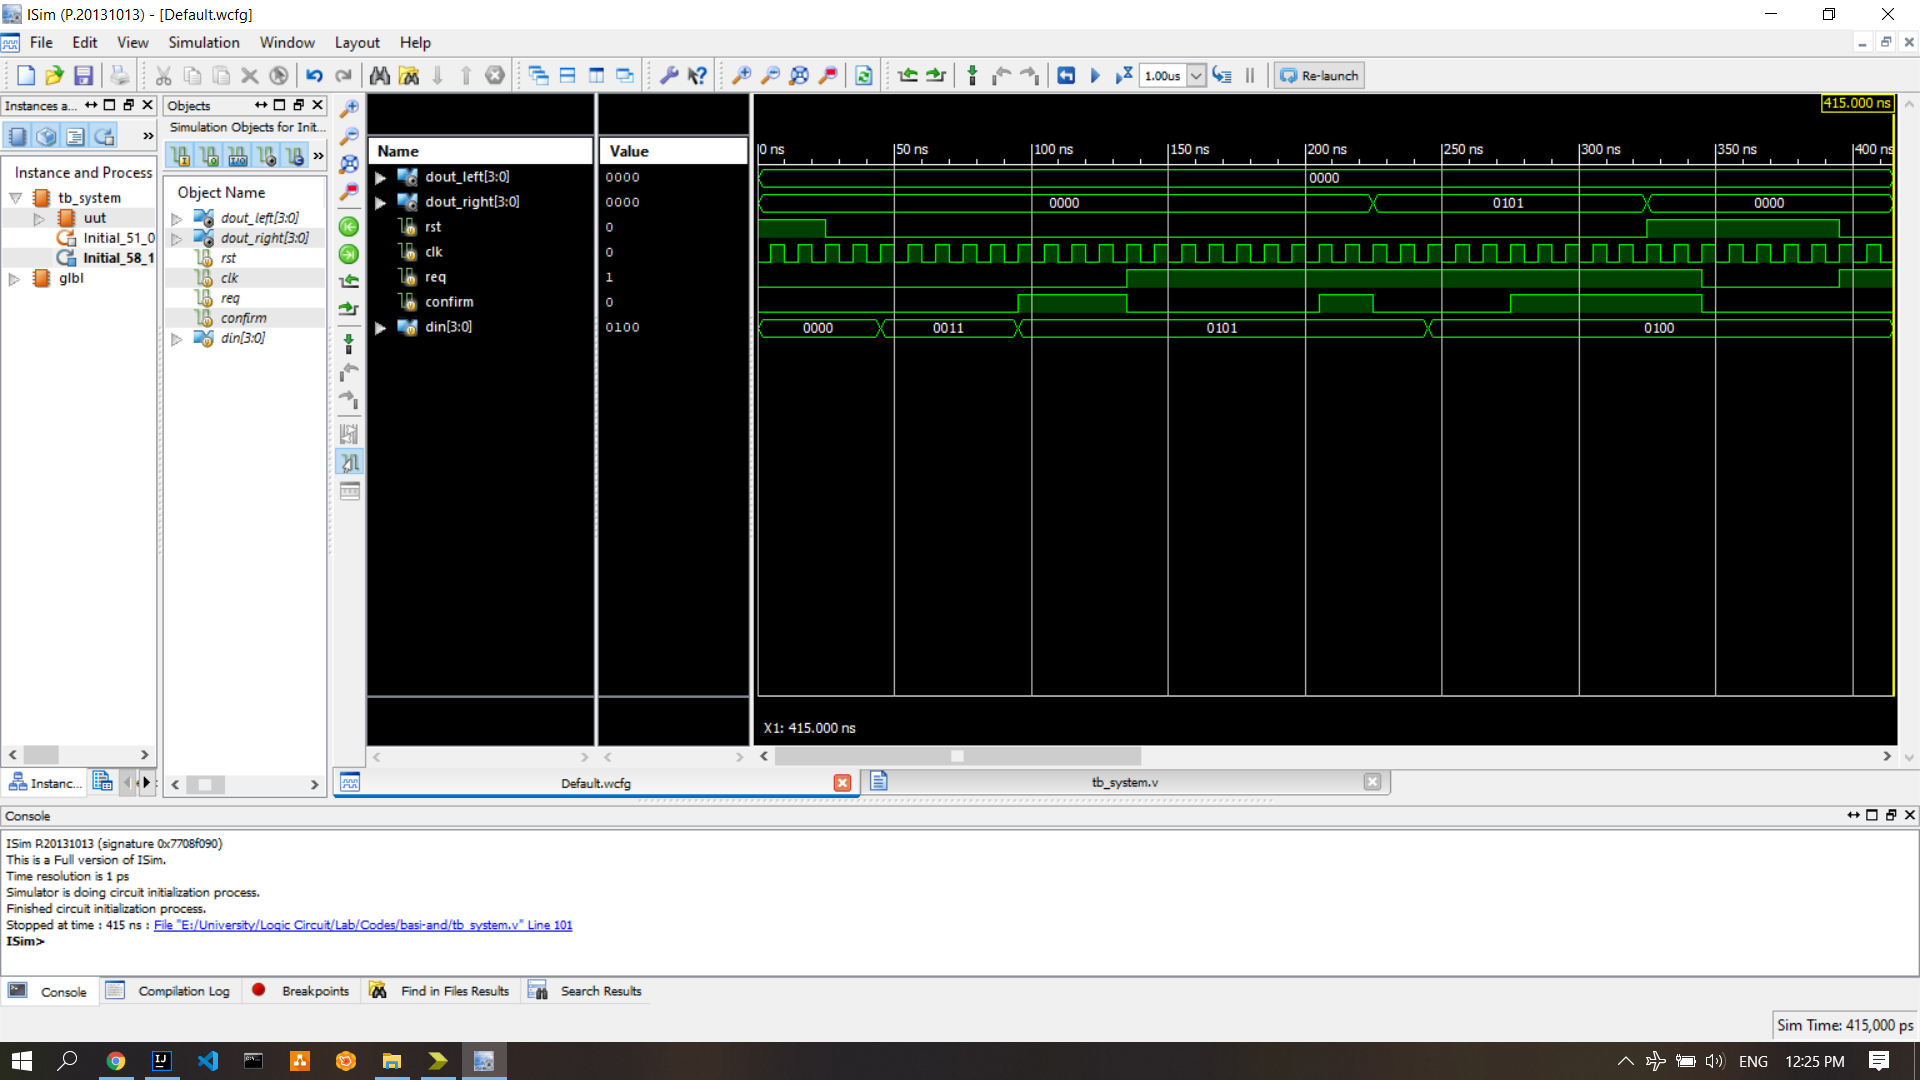 ISim (P.20131013) - [Default.wcfg]
File Edit View Simulation Window Layout Help
1.00us Re-launch
Instances a... Objects
Simulation Objects for Init...
Instance and Process
tb_system
uut
Initial_51_0
Initial_58_1
glbl
Object Name
dout_left[3:0]
dout_right[3:0]
rst
clk
req
confirm
din[3:0]
Name Value
dout_left[3:0] 0000
dout_right[3:0] 0000
rst 0
clk 0
req 1
confirm 0
din[3:0] 0100
415.000 ns
0 ns 50 ns 100 ns 150 ns 200 ns 250 ns 300 ns 350 ns 400 ns
0000
0000 0101 0000
0000 0011 0101 0100
X1: 415.000 ns
Instanc...
Default.wcfg tb_system.v
Console
ISim P.20131013 (signature 0x7708f090)
This is a Full version of ISim.
Time resolution is 1 ps
Simulator is doing circuit initialization process.
Finished circuit initialization process.
Stopped at time : 415 ns : File "E:/University/Logic Circuit/Lab/Codes/basi-and/tb_system.v" Line 101
ISim>
Console Compilation Log Breakpoints Find in Files Results Search Results
Sim Time: 415,000 ps
ENG 12:25 PM